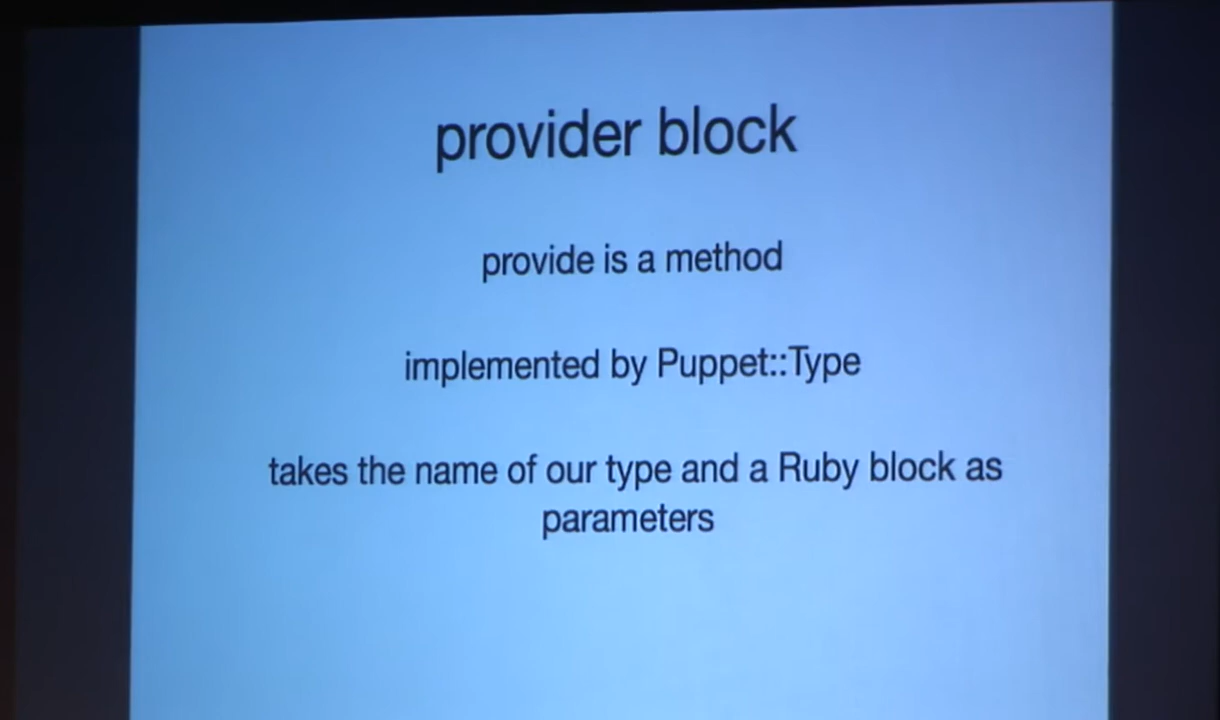 provider block
provide is a method
implemented by Puppet::Type
takes the name of our type and a Ruby block as
parameters